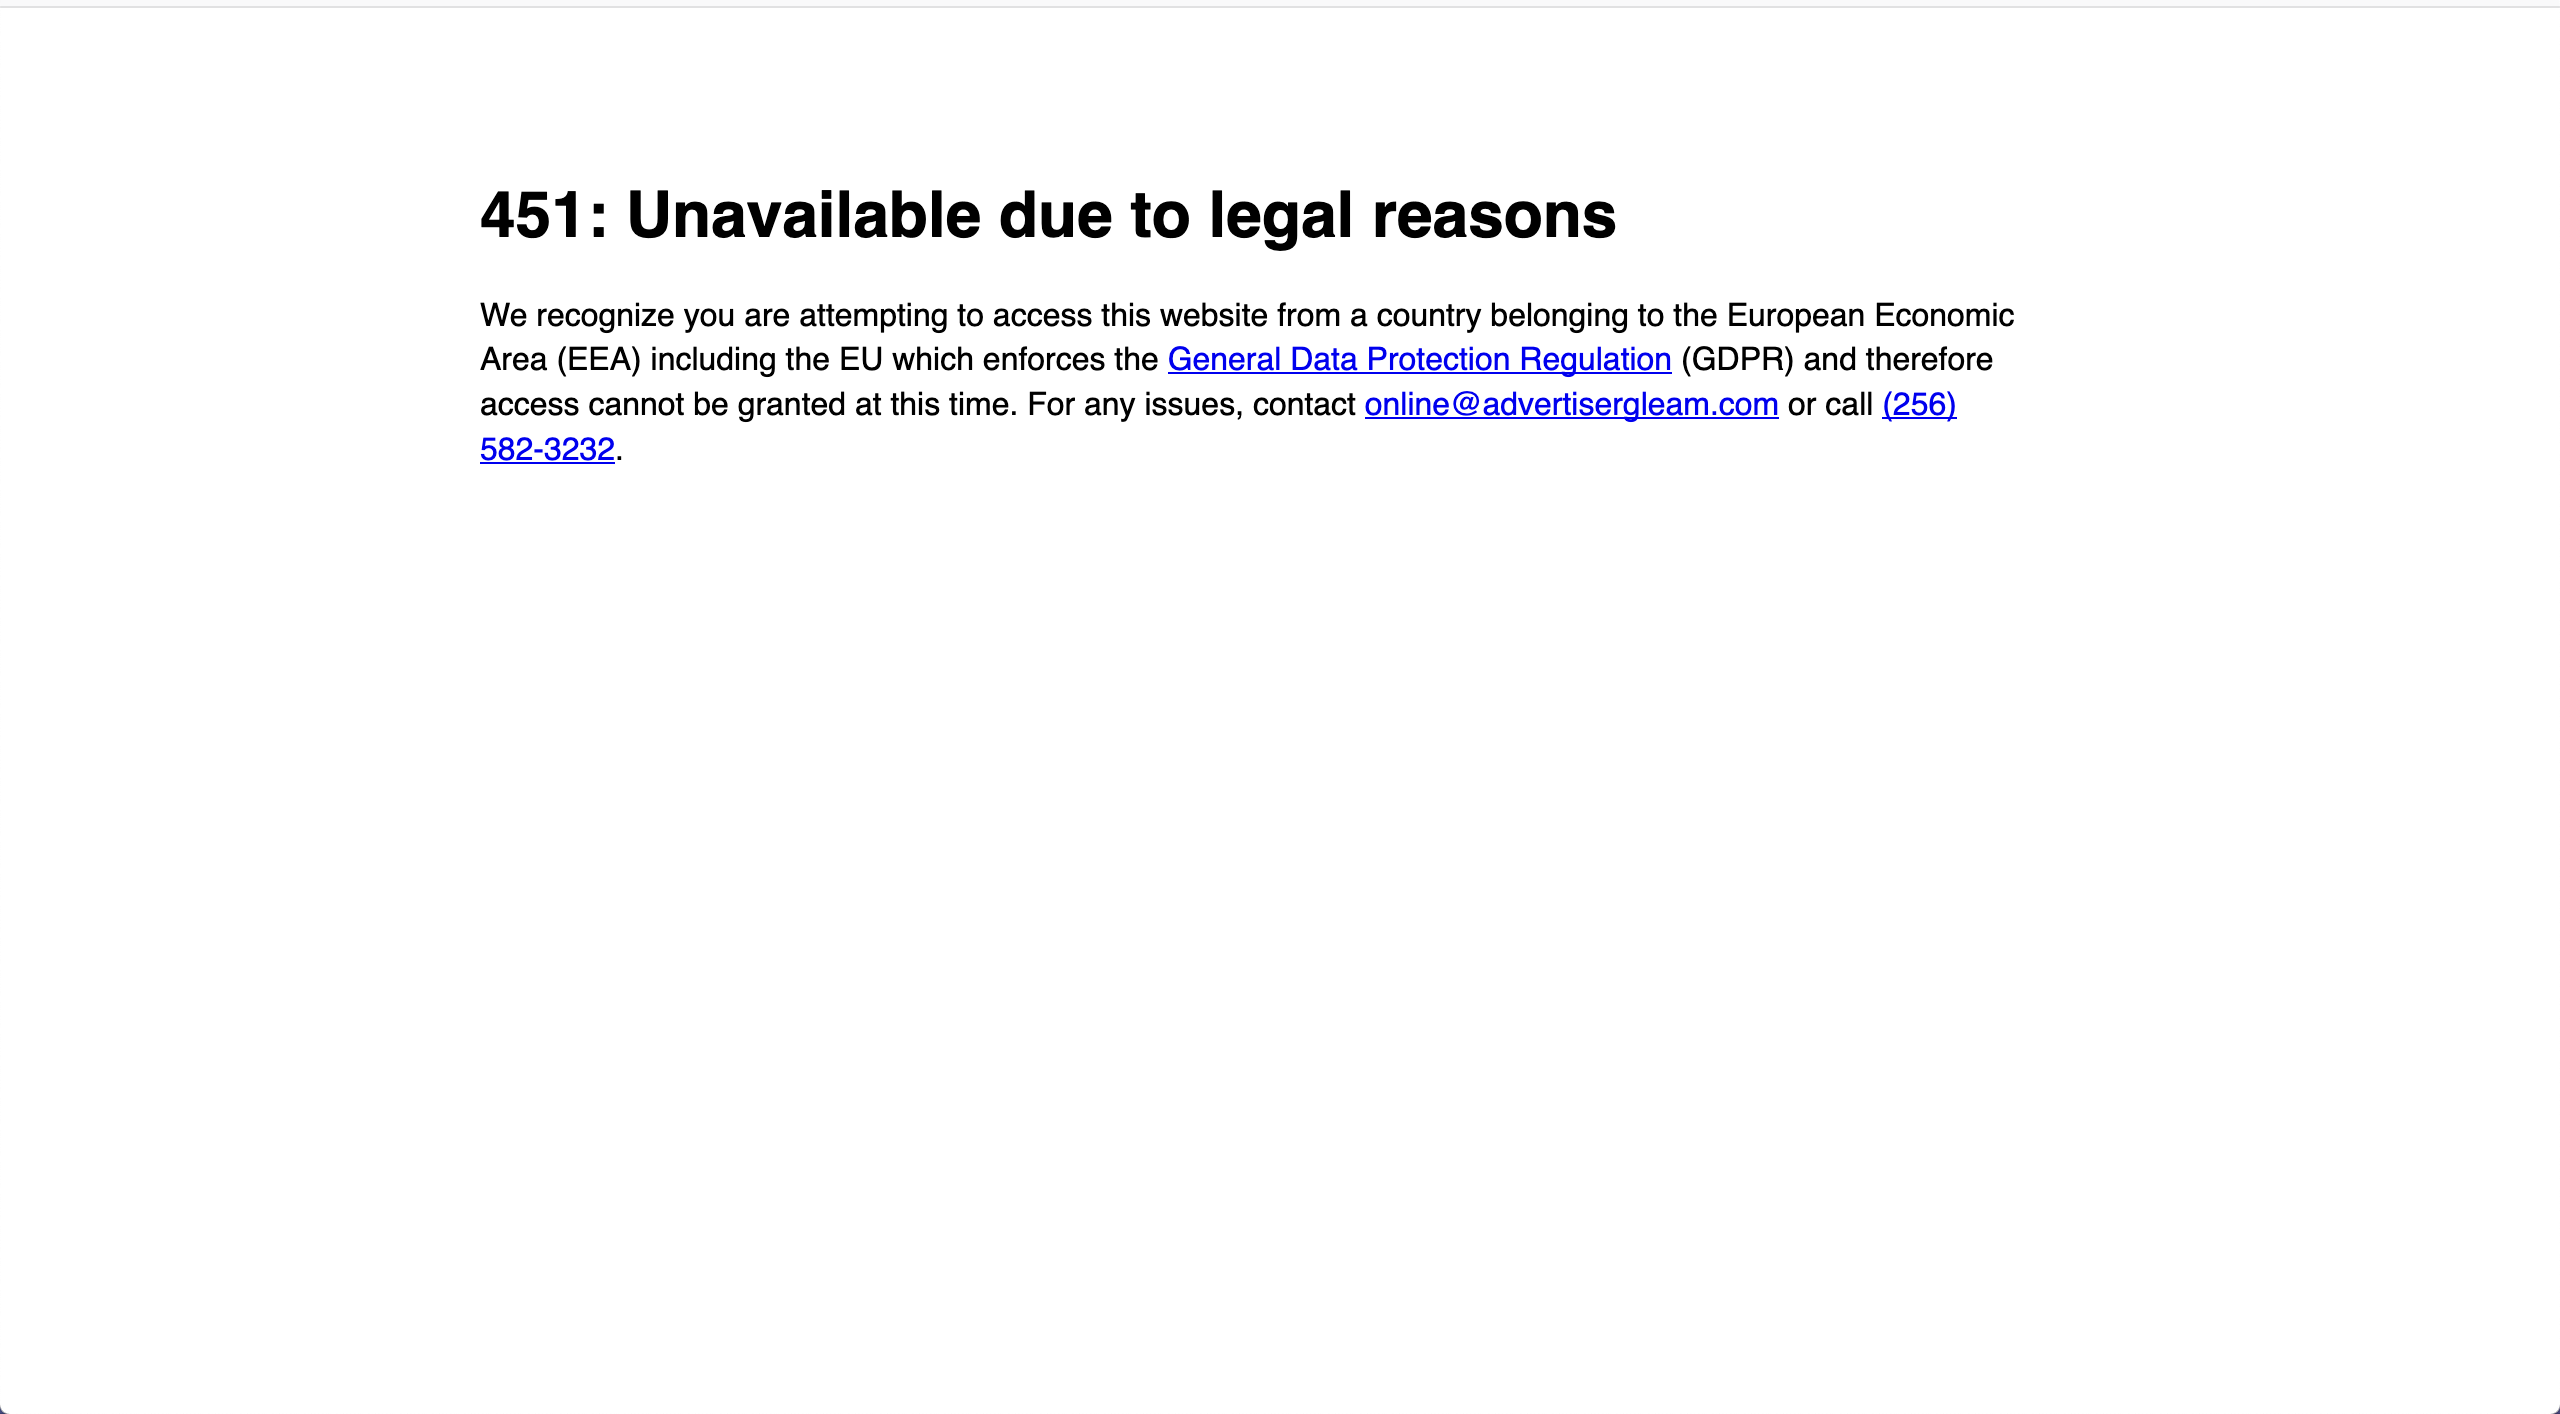 451: Unavailable due to legal reasons
We recognize you are attempting to access this website from a country belonging to the European Economic
Area (EEA) including the EU which enforces the General Data Protection Regulation (GDPR) and therefore
access cannot be granted at this time. For any issues, contact online@advertisergleam.com or call (256)
582-3232.